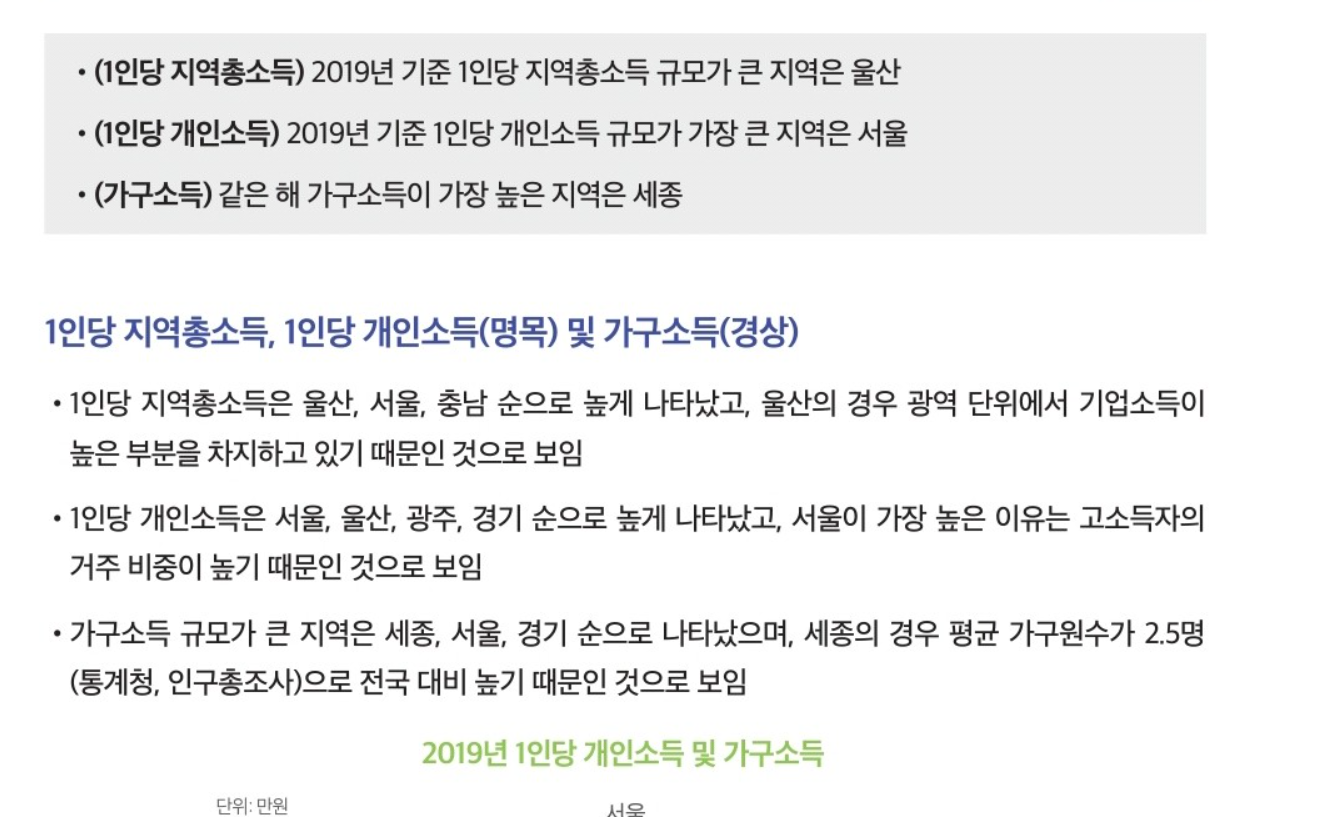 • (1인당 지역총소득) 2019년 기준 1인당 지역총소득 규모가 큰 지역은 울산
• (1인당 개인소득) 2019년 기준 1인당 개인소득 규모가 가장 큰 지역은 서울
• (가구소득) 같은 해 가구소득이 가장 높은 지역은 세종
1인당 지역총소득, 1인당 개인소득(명목) 및 가구소득(경상)
• 1인당 지역총소득은 울산, 서울, 충남 순으로 높게 나타났고, 울산의 경우 광역 단위에서 기업소득이
높은 부분을 차지하고 있기 때문인 것으로 보임
• 1인당 개인소득은 서울, 울산, 광주, 경기 순으로 높게 나타났고, 서울이 가장 높은 이유는 고소득자의
거주 비중이 높기 때문인 것으로 보임
• 가구소득 규모가 큰 지역은 세종, 서울, 경기 순으로 나타났으며, 세종의 경우 평균 가구원수가 2.5명
(통계청, 인구총조사)으로 전국 대비 높기 때문인 것으로 보임
2019년 1인당 개인소득 및 가구소득
단위: 만원
서울